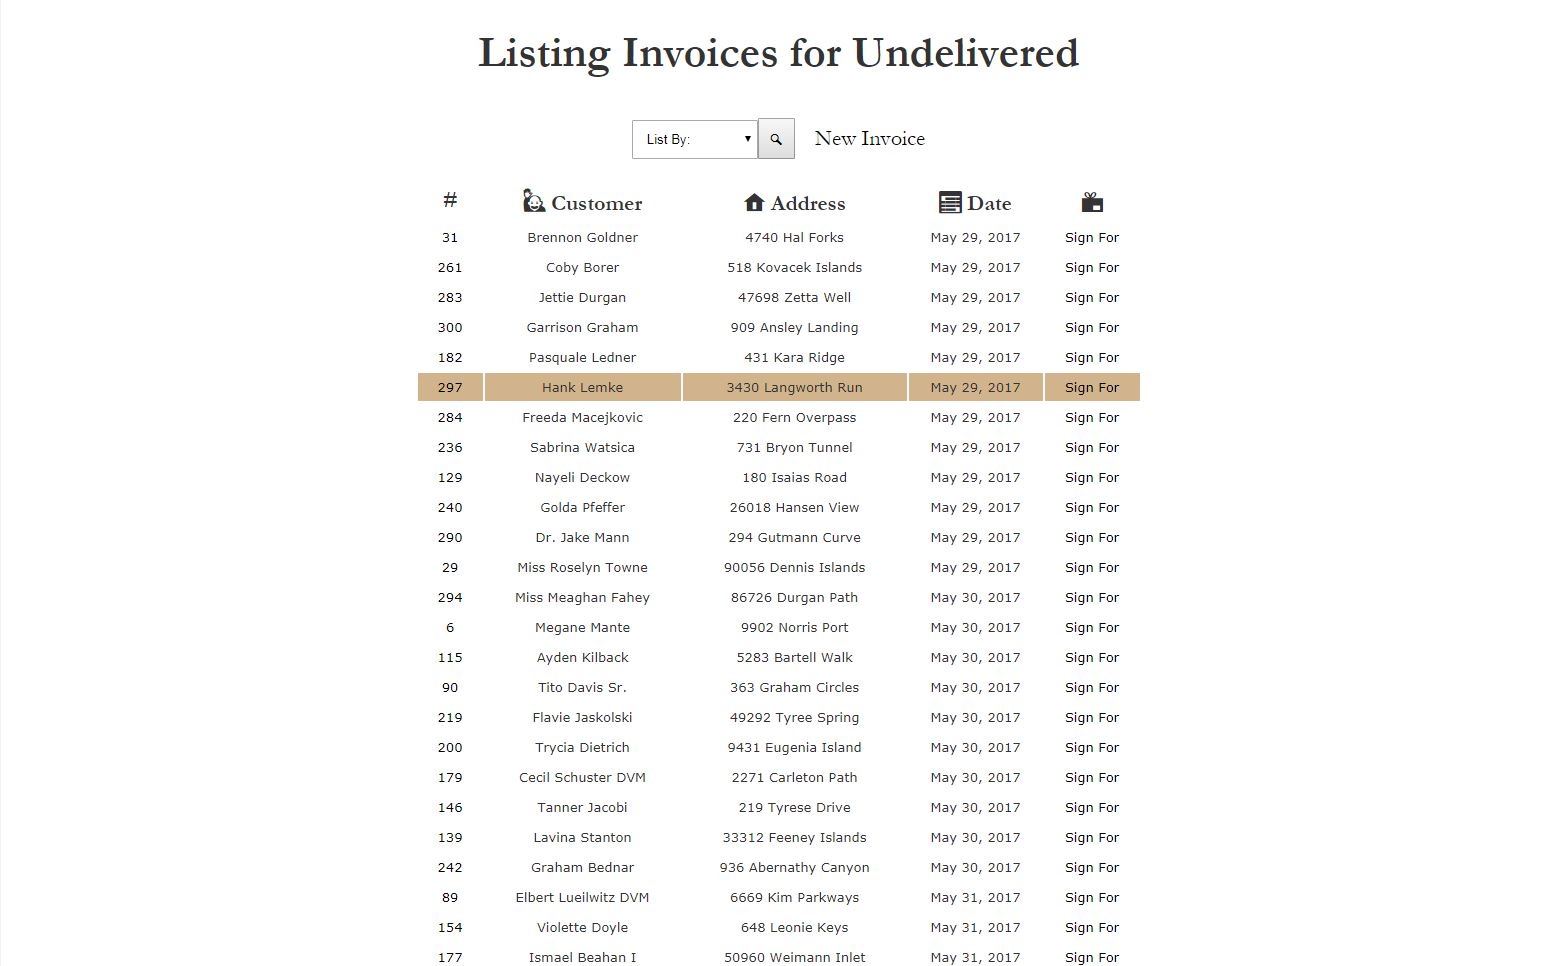 Listing Invoices for Undelivered
List By: New Invoice
# Customer Address Date
31 Brennon Goldner 4740 Hal Forks May 29, 2017 Sign For
261 Coby Borer 518 Kovacek Islands May 29, 2017 Sign For
283 Jettie Durgan 47698 Zetta Well May 29, 2017 Sign For
300 Garrison Graham 909 Ansley Landing May 29, 2017 Sign For
182 Pasquale Ledner 431 Kara Ridge May 29, 2017 Sign For
297 Hank Lemke 3430 Langworth Run May 29, 2017 Sign For
284 Freeda Macejkovic 220 Fern Overpass May 29, 2017 Sign For
236 Sabrina Watsica 731 Bryon Tunnel May 29, 2017 Sign For
129 Nayeli Deckow 180 Isaias Road May 29, 2017 Sign For
240 Golda Pfeffer 26018 Hansen View May 29, 2017 Sign For
290 Dr. Jake Mann 294 Gutmann Curve May 29, 2017 Sign For
29 Miss Roselyn Towne 90056 Dennis Islands May 29, 2017 Sign For
294 Miss Meaghan Fahey 86726 Durgan Path May 30, 2017 Sign For
6 Megane Mante 9902 Norris Port May 30, 2017 Sign For
115 Ayden Kilback 5283 Bartell Walk May 30, 2017 Sign For
90 Tito Davis Sr. 363 Graham Circles May 30, 2017 Sign For
219 Flavie Jaskolski 49292 Tyree Spring May 30, 2017 Sign For
200 Trycia Dietrich 9431 Eugenia Island May 30, 2017 Sign For
179 Cecil Schuster DVM 2271 Carleton Path May 30, 2017 Sign For
146 Tanner Jacobi 219 Tyrese Drive May 30, 2017 Sign For
139 Lavina Stanton 33312 Feeney Islands May 30, 2017 Sign For
242 Graham Bednar 936 Abernathy Canyon May 30, 2017 Sign For
89 Elbert Lueilwitz DVM 6669 Kim Parkways May 31, 2017 Sign For
154 Violette Doyle 648 Leonie Keys May 31, 2017 Sign For
177 Ismael Beahan I 50960 Weimann Inlet May 31, 2017 Sign For